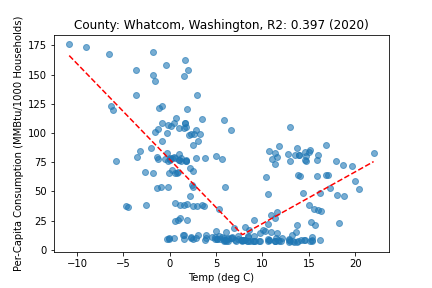 County: Whatcom, Washington, R2: 0.397 (2020)
Per-Capita Consumption (MMBtu/1000 Households)
175
150
125
100
75
50
25
0
−10 −5 0 5 10 15 20
Temp (deg C)